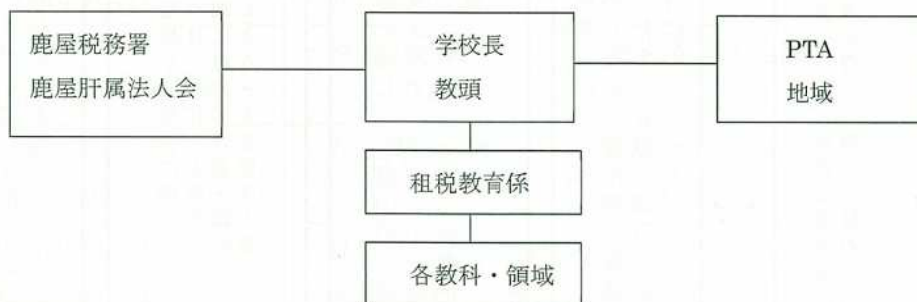 鹿屋税務署
鹿屋肝属法人会
学校長
教頭
PTA
地域
租税教育係
各教科・領域